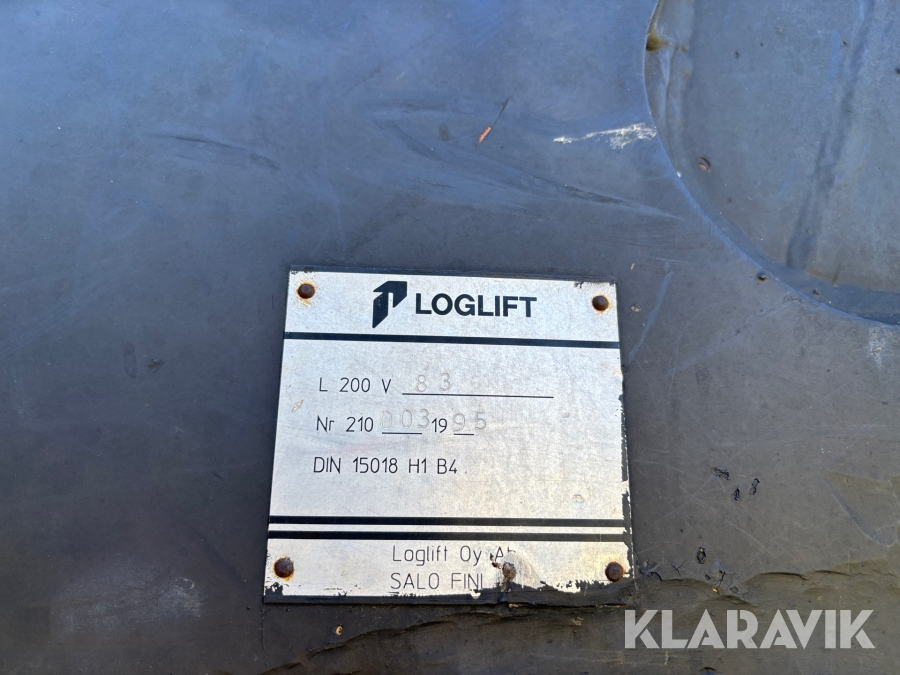 LOGLIFT
L 200 V 83
Nr 210 003 1995
DIN 15018 H1 B4
Loglift Oy Ab
SALO FINL
KLARAVIK